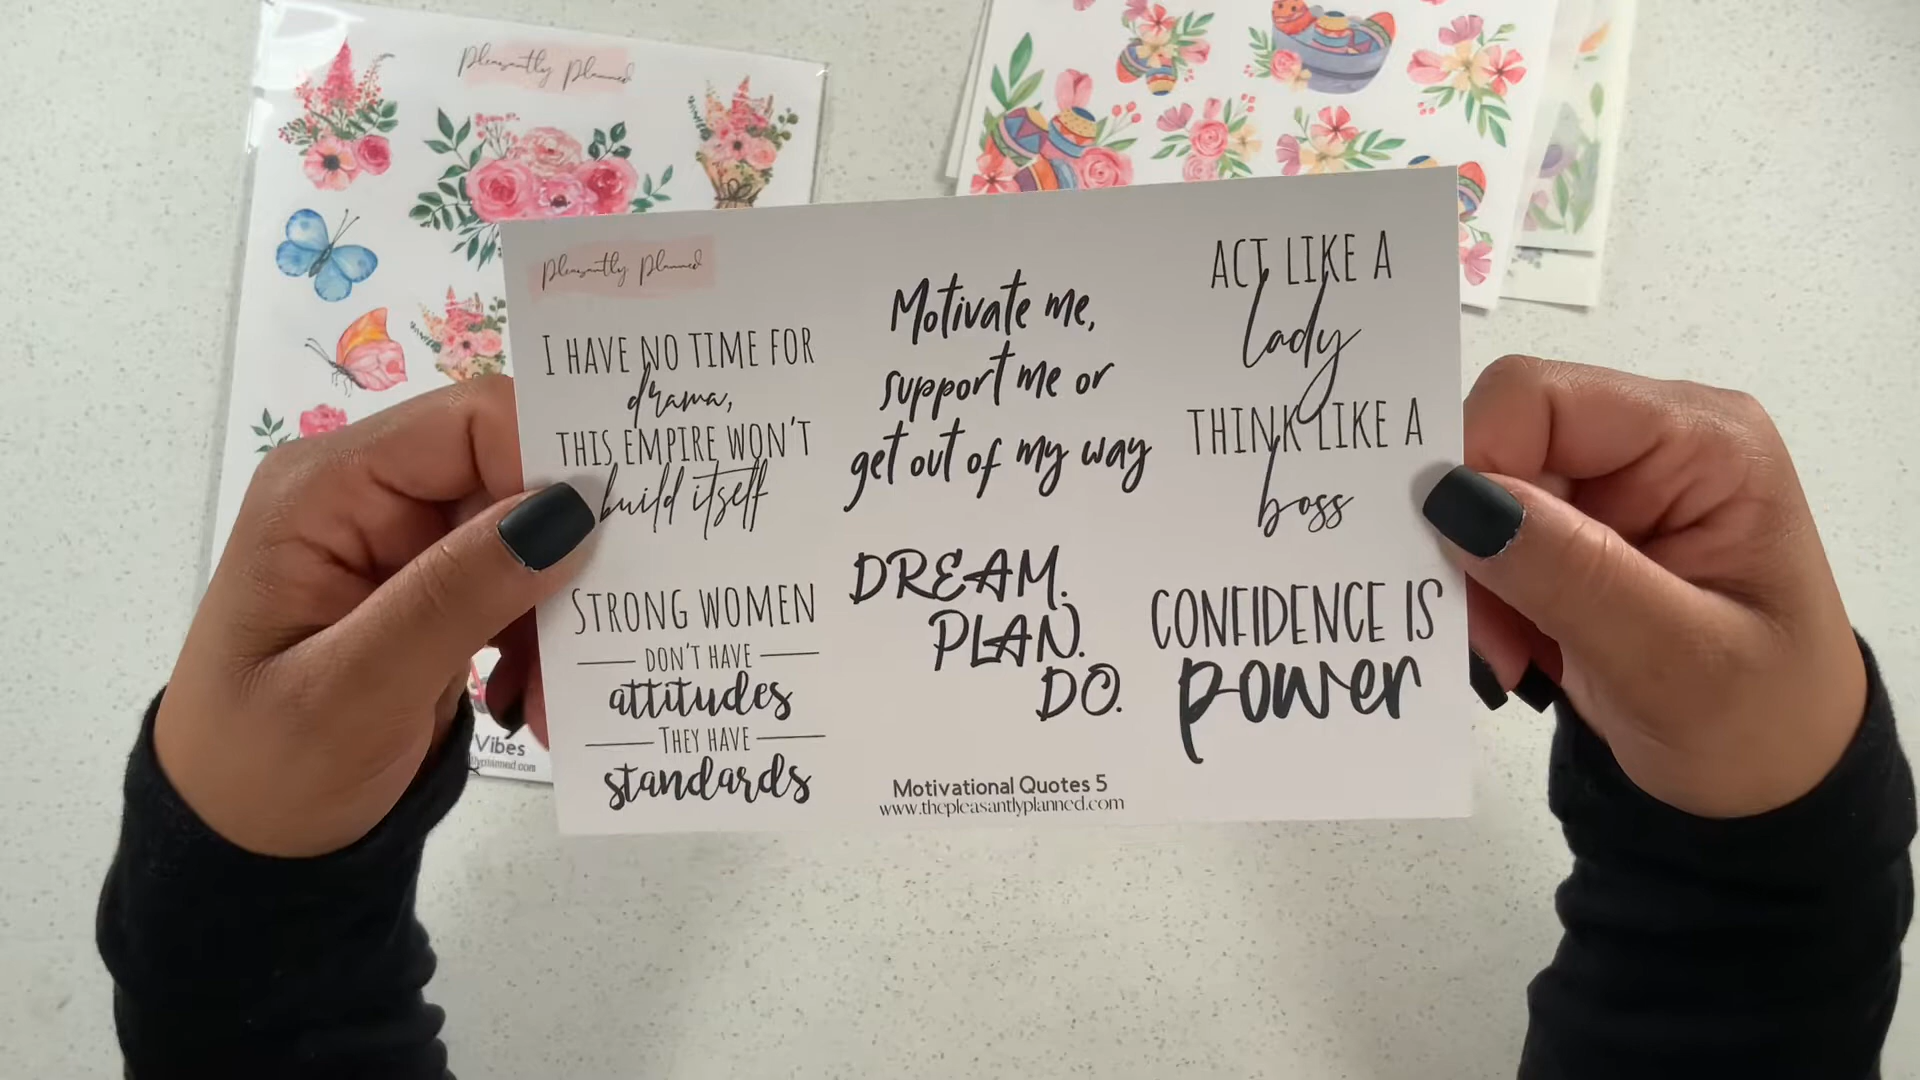 Pleasantly Planned
Pleasantly Planned
I HAVE NO TIME FOR
drama,
THIS EMPIRE WON'T
build itself
Motivate me,
support me or
get out of my way
ACT LIKE A
lady
THINK LIKE A
boss
STRONG WOMEN
DON'T HAVE
attitudes
THEY HAVE
standards
DREAM.
PLAN.
DO.
CONFIDENCE IS
power
Motivational Quotes 5
www.thepleasantlyplanned.com
Vibes
lyplanned.com